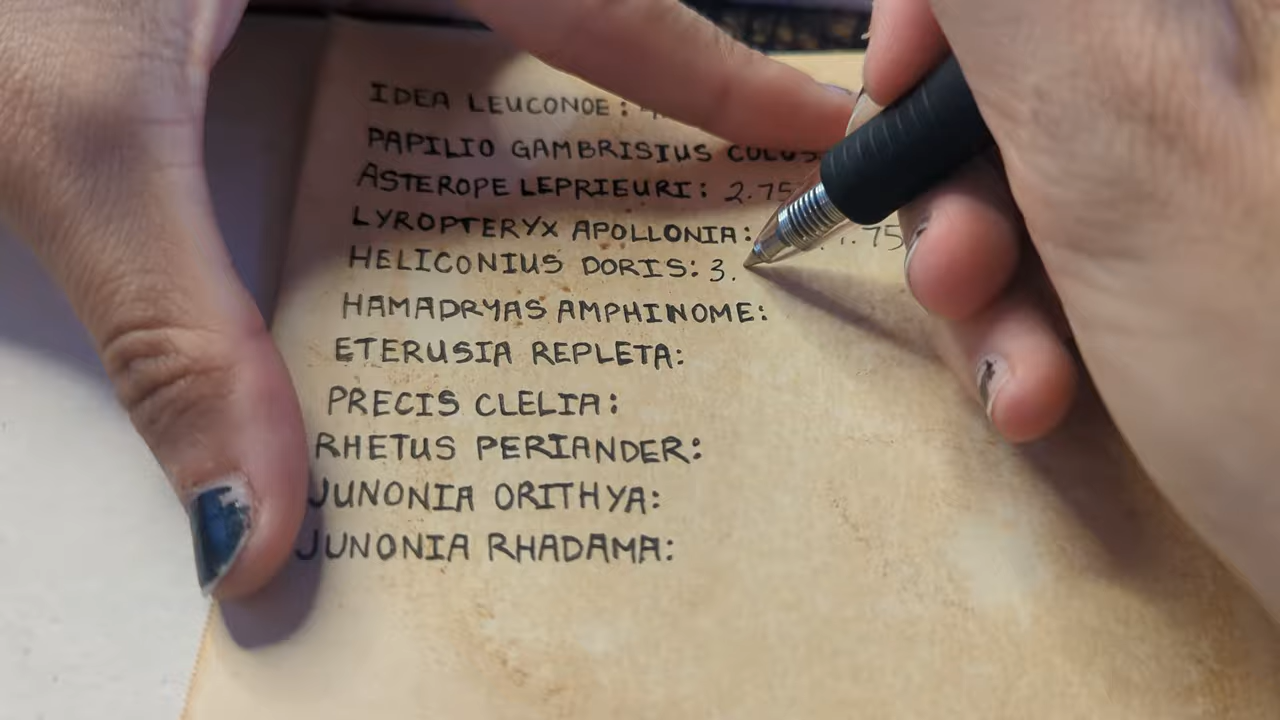 IDEA LEUCONOE:
PAPILIO GAMBRISIUS
ASTEROPE LEPRIEURI: 2.75
LYROPTERYX APOLLONIA:
HELICONIUS DORIS: 3.
HAMADRYAS AMPHINOME:
ETERUSIA REPLETA:
PRECIS CLELIA:
RHETUS PERIANDER:
JUNONIA ORITHYA:
JUNONIA RHADAMA: